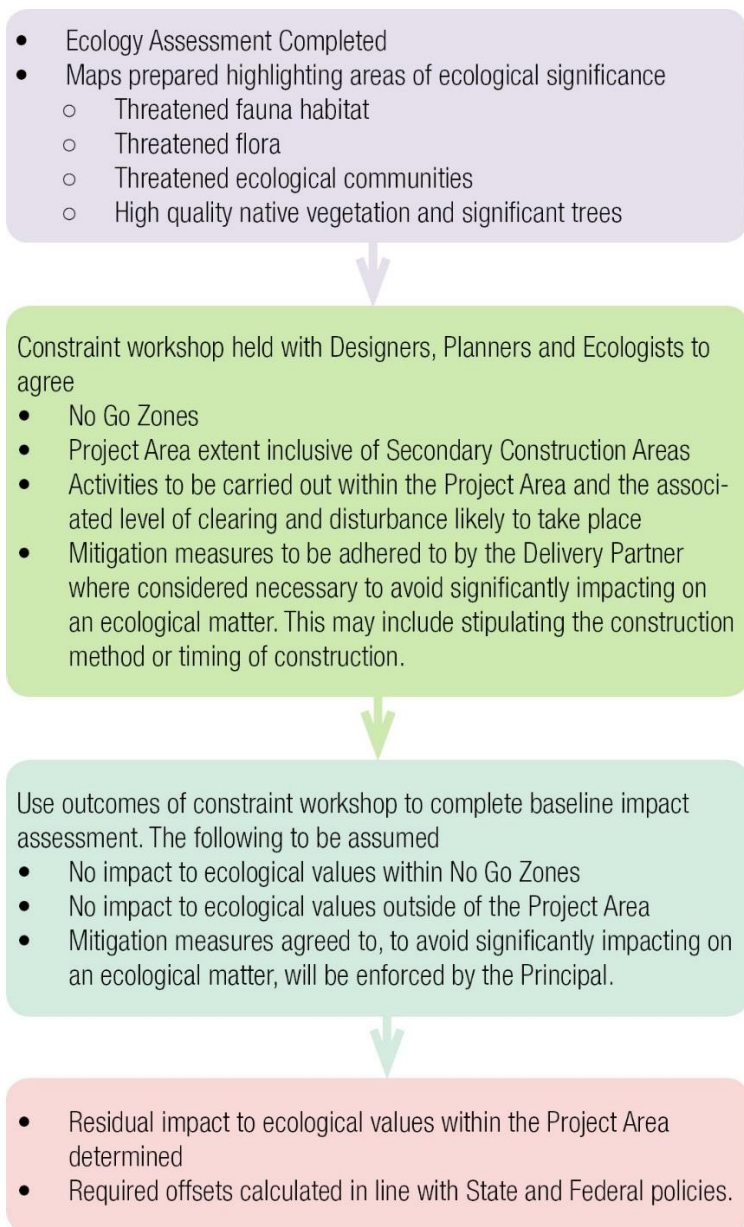 • Ecology Assessment Completed
• Maps prepared highlighting areas of ecological significance
○ Threatened fauna habitat
○ Threatened flora
○ Threatened ecological communities
○ High quality native vegetation and significant trees
Constraint workshop held with Designers, Planners and Ecologists to
agree
• No Go Zones
• Project Area extent inclusive of Secondary Construction Areas
• Activities to be carried out within the Project Area and the associ-
ated level of clearing and disturbance likely to take place
• Mitigation measures to be adhered to by the Delivery Partner
where considered necessary to avoid significantly impacting on
an ecological matter. This may include stipulating the construction
method or timing of construction.
Use outcomes of constraint workshop to complete baseline impact
assessment. The following to be assumed
• No impact to ecological values within No Go Zones
• No impact to ecological values outside of the Project Area
• Mitigation measures agreed to, to avoid significantly impacting on
an ecological matter, will be enforced by the Principal.
• Residual impact to ecological values within the Project Area
determined
• Required offsets calculated in line with State and Federal policies.